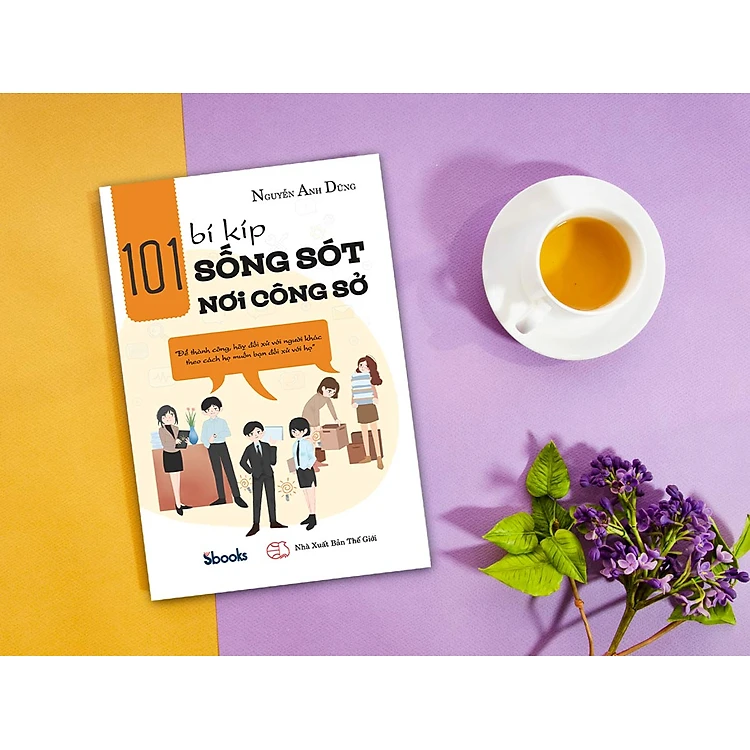 NGUYỄN ANH DŨNG
101
bí kíp
SỐNG SÓT
NƠI CÔNG SỞ
"Để thành công, hãy đối xử với người khác
theo cách họ muốn bạn đối xử với họ"
Sbooks
Nhà Xuất Bản Thế Giới